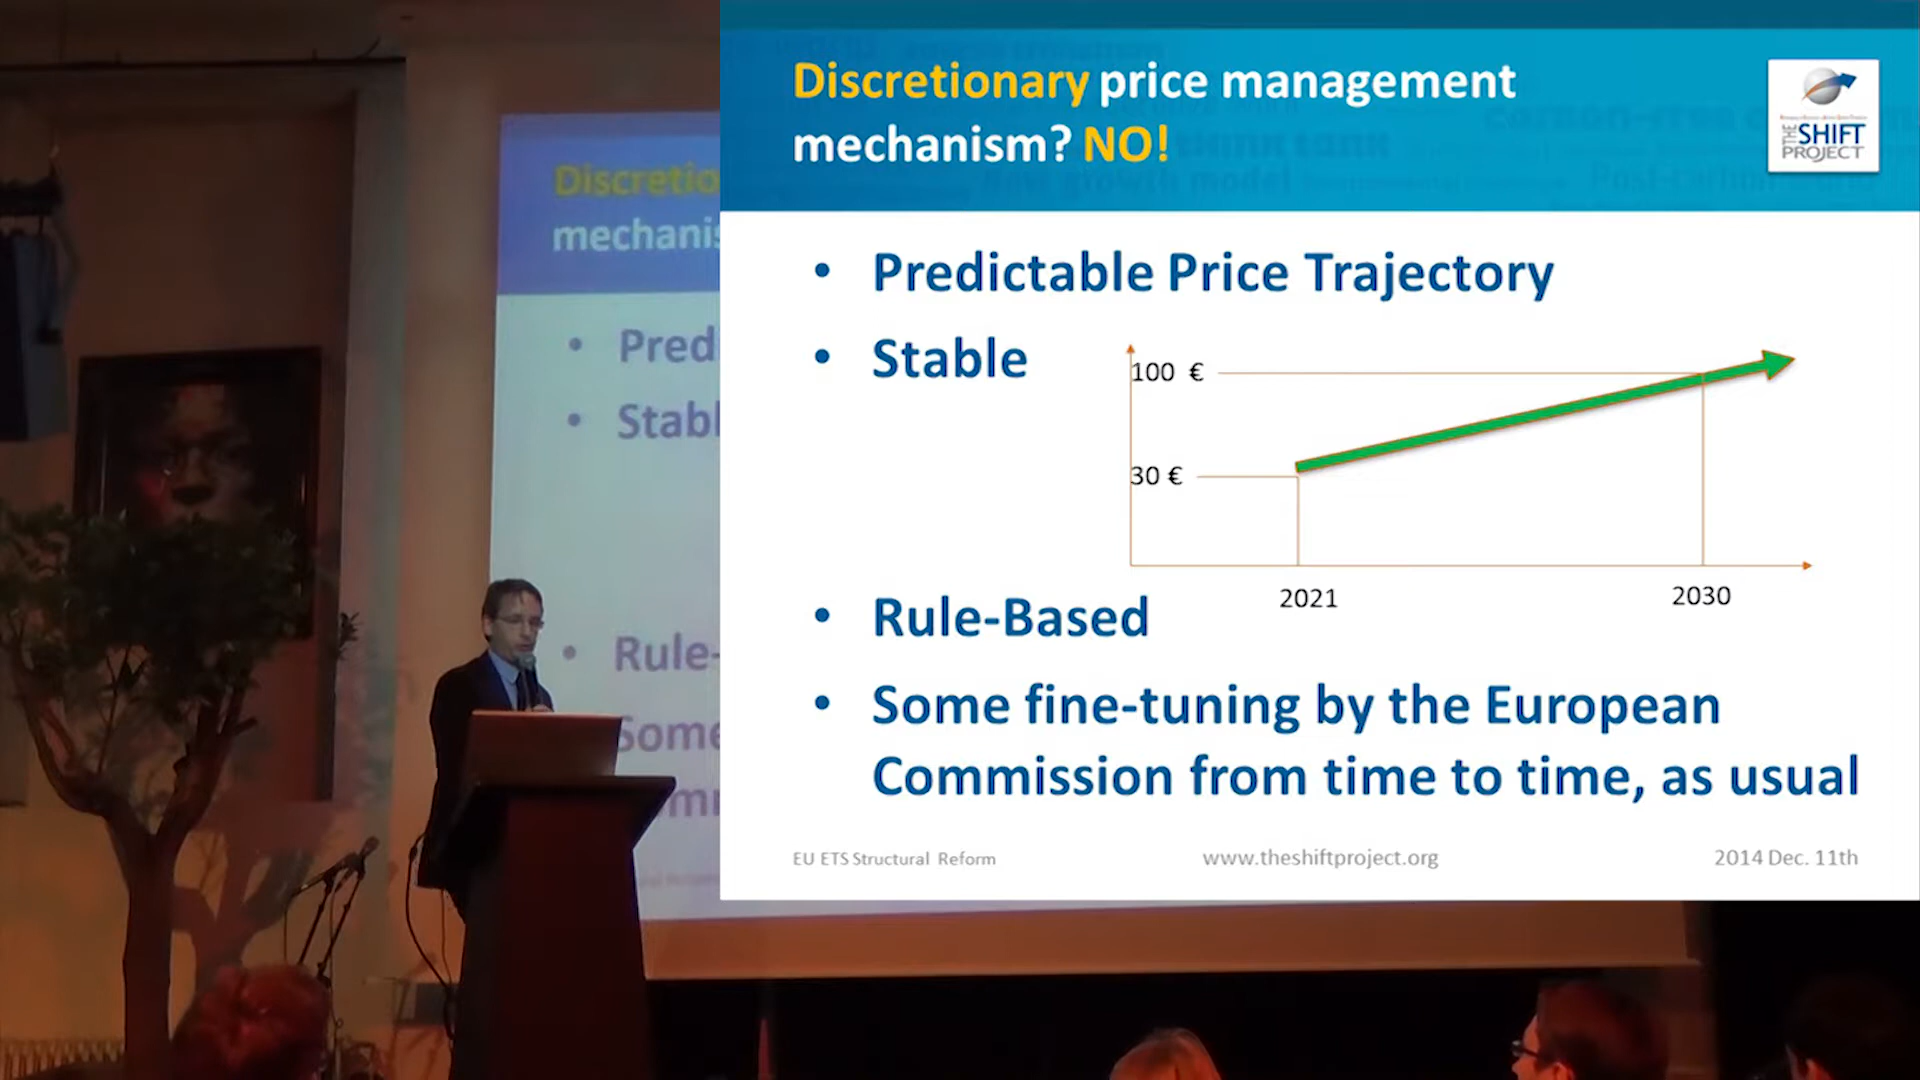 Discretionary price management
mechanism? NO!
THE SHIFT
PROJECT
• Predictable Price Trajectory
• Stable
100 €
30 €
2021
2030
• Rule-Based
• Some fine-tuning by the European
Commission from time to time, as usual
EU ETS Structural Reform
www.theshiftproject.org
2014 Dec. 11th
Discretio
mechanis
• Predi
• Stabl
• Rule-
Some